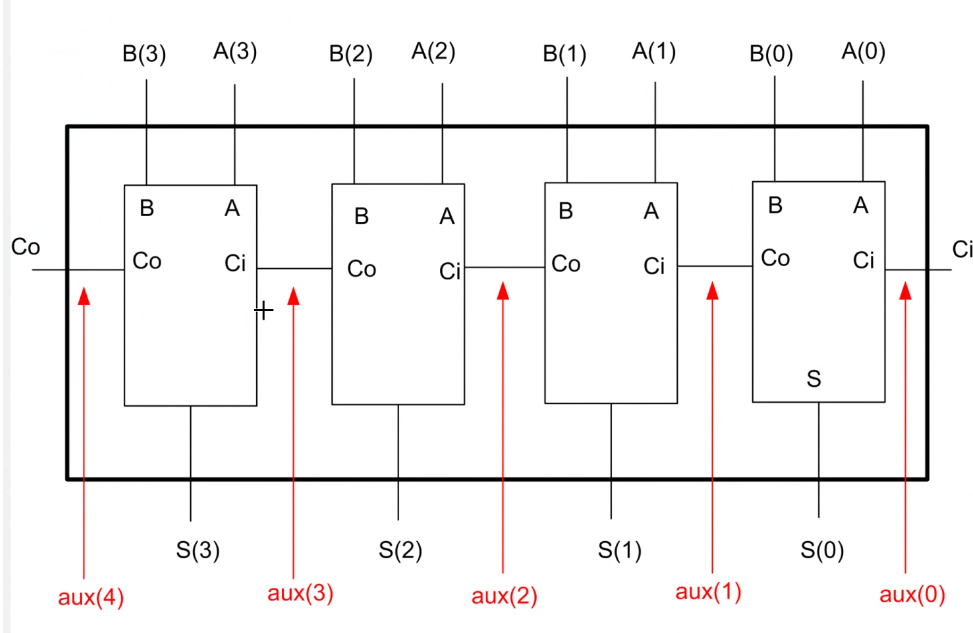 B(3) A(3) B(2) A(2) B(1) A(1) B(0) A(0)
B A B A B A B A
Co Co Ci Co Ci Co Ci Co Ci Ci
S
S(3) S(2) S(1) S(0)
aux(4) aux(3) aux(2) aux(1) aux(0)